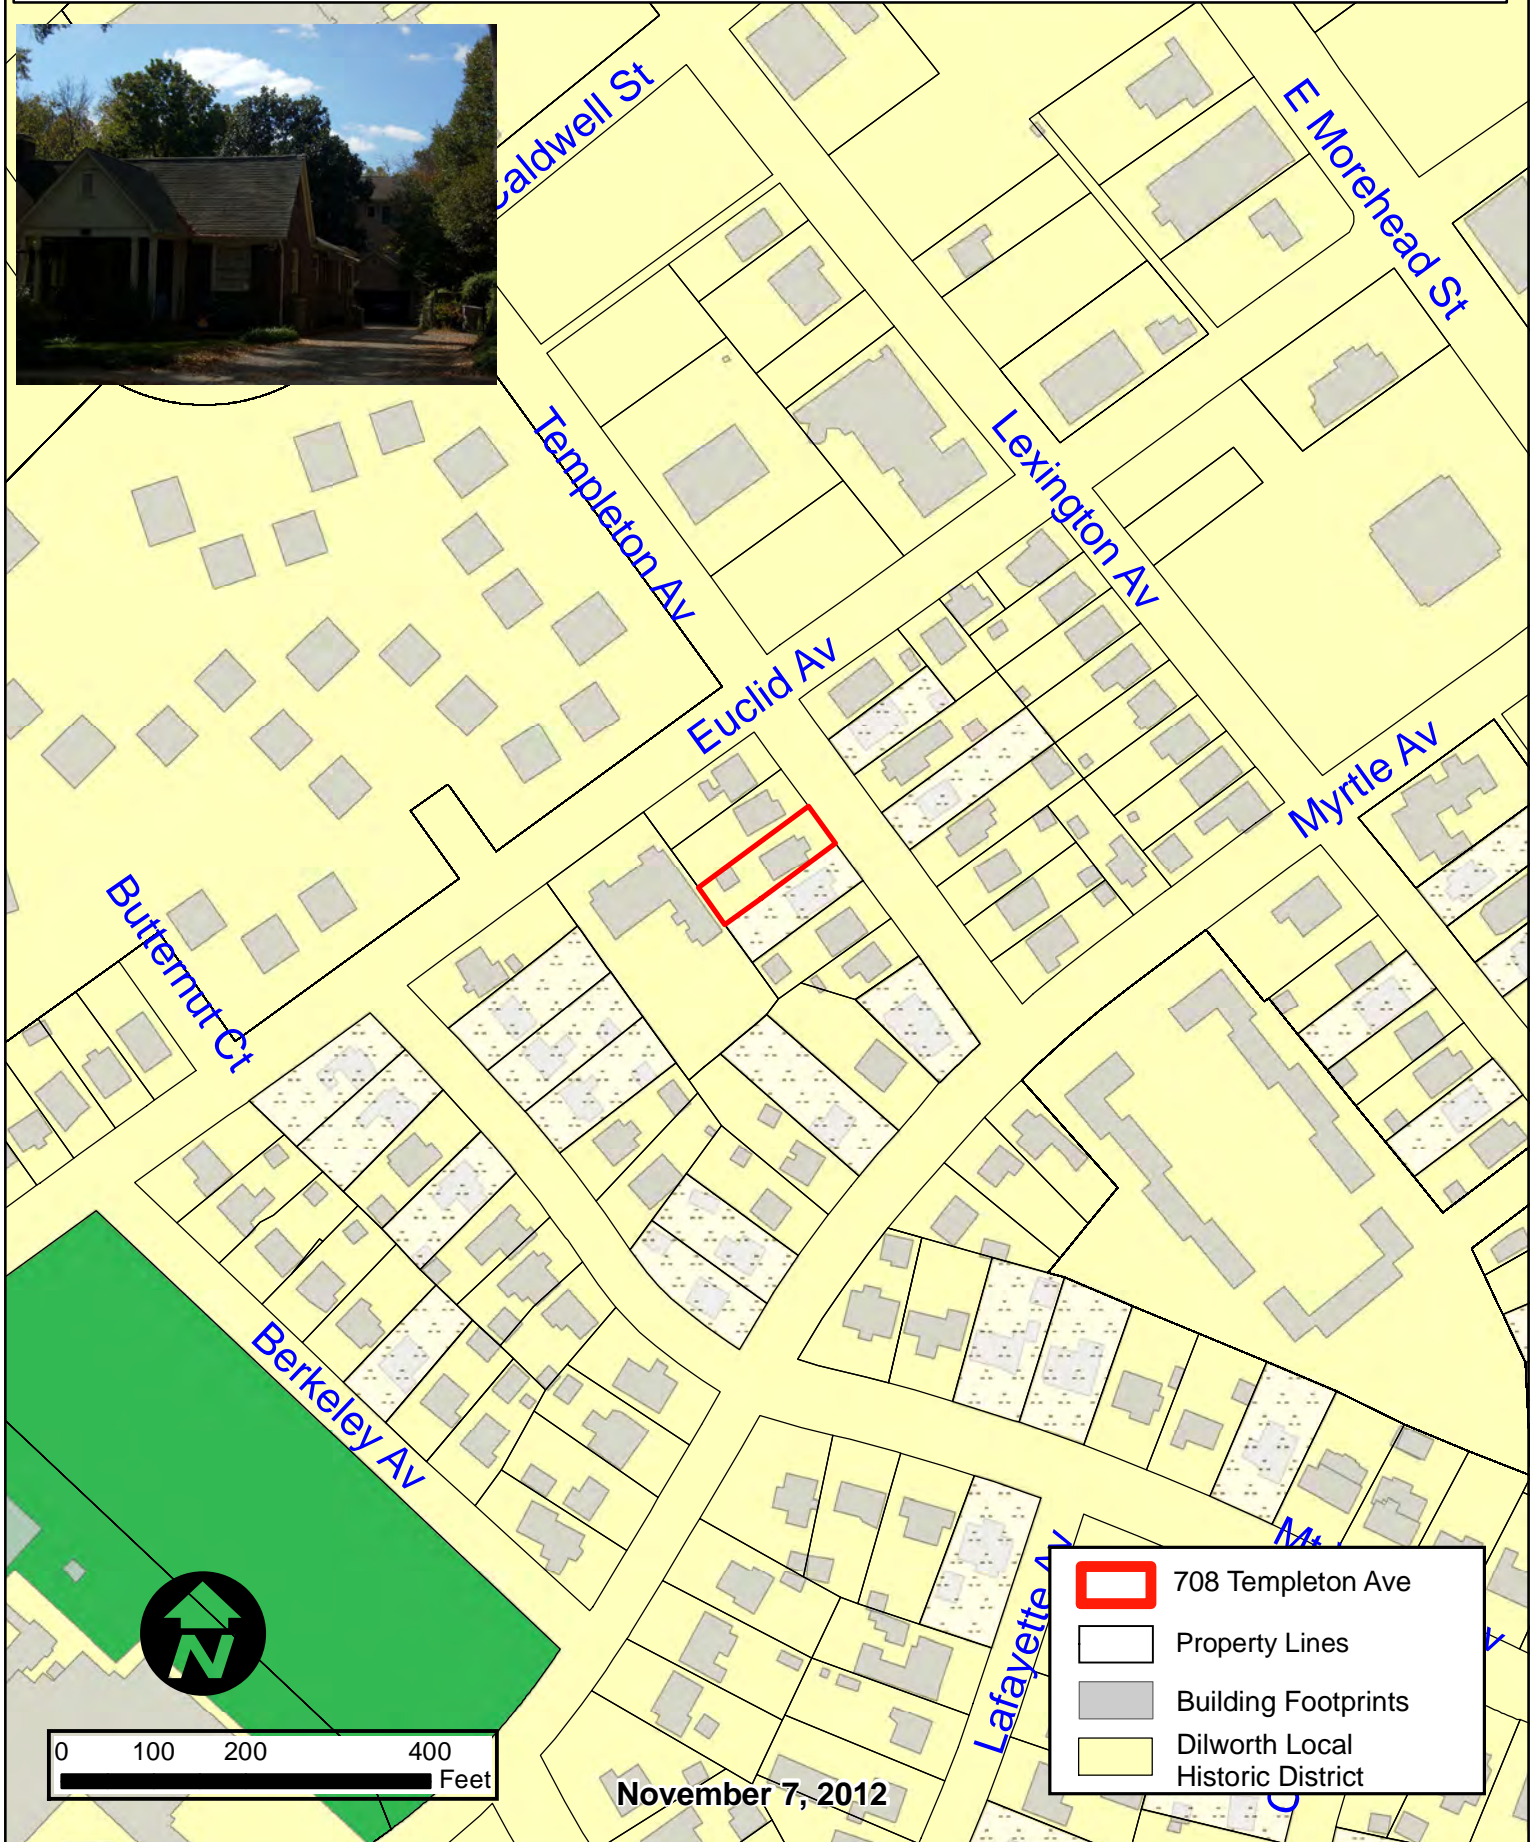 Caldwell St
E Morehead St
Templeton Av
Lexington Av
Euclid Av
Myrtle Av
Butternut Ct
Berkeley Av
Lafayette Av
Mt
v
N
0 100 200 400
Feet
November 7, 2012
708 Templeton Ave
Property Lines
Building Footprints
Dilworth Local
Historic District